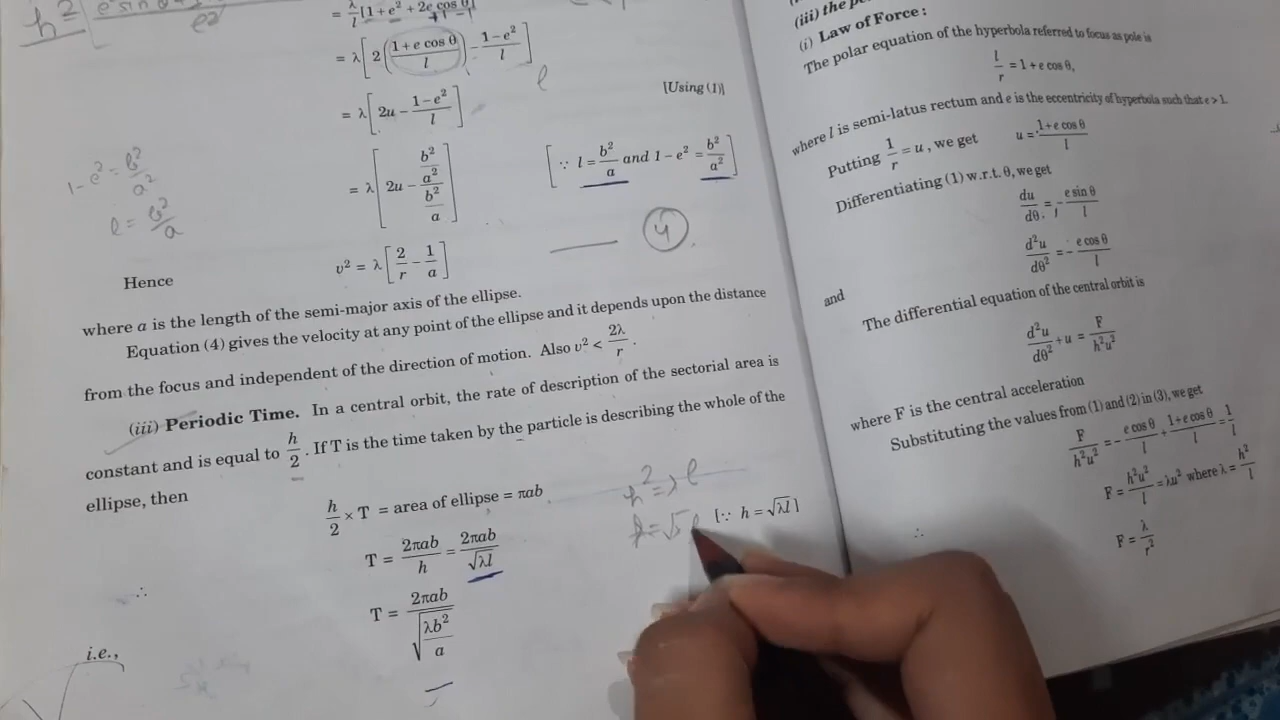 h² = [e² sin θ
e²
= λ/l [1 + e² + 2e cos θ]
= λ [ 2 ( (1 + e cos θ)/l ) − (1 − e²)/l ]
l
= λ [ 2u − (1 − e²)/l ]
[Using (1)]
1 − e² = b²/a²
l = b²/a
= λ [ 2u − (b²/a²)/(b²/a) ]
[ ∵ l = b²/a and 1 − e² = b²/a² ]
4
Hence
v² = λ [ 2/r − 1/a ]
where a is the length of the semi-major axis of the ellipse.
Equation (4) gives the velocity at any point of the ellipse and it depends upon the distance
from the focus and independent of the direction of motion. Also v² < 2λ/r .
(iii) Periodic Time. In a central orbit, the rate of description of the sectorial area is
constant and is equal to h/2 . If T is the time taken by the particle is describing the whole of the
ellipse, then
h/2 × T = area of ellipse = πab
h² = λl
T = 2πab/h = 2πab/√λl
[∵ h = √λl ]
∴
T = 2πab/√(λb²/a)
i.e.,
(i) Law of Force :
The polar equation of the hyperbola referred to focus as pole is
l/r = 1 + e cos θ,
where l is semi-latus rectum and e is the eccentricity of hyperbola such that e > 1.
Putting 1/r = u , we get u = (1 + e cos θ)/l
Differentiating (1) w.r.t. θ, we get
du/dθ = − e sin θ/l
and
d²u/dθ² = − e cos θ/l
The differential equation of the central orbit is
d²u/dθ² + u = F/h²u²
where F is the central acceleration
Substituting the values from (1) and (2) in (3), we get
F/h²u² = − e cos θ/l + (1 + e cos θ)/l = 1/l
F = h²u²/l = λu² where λ = h²/l
∴
F = λ/r²